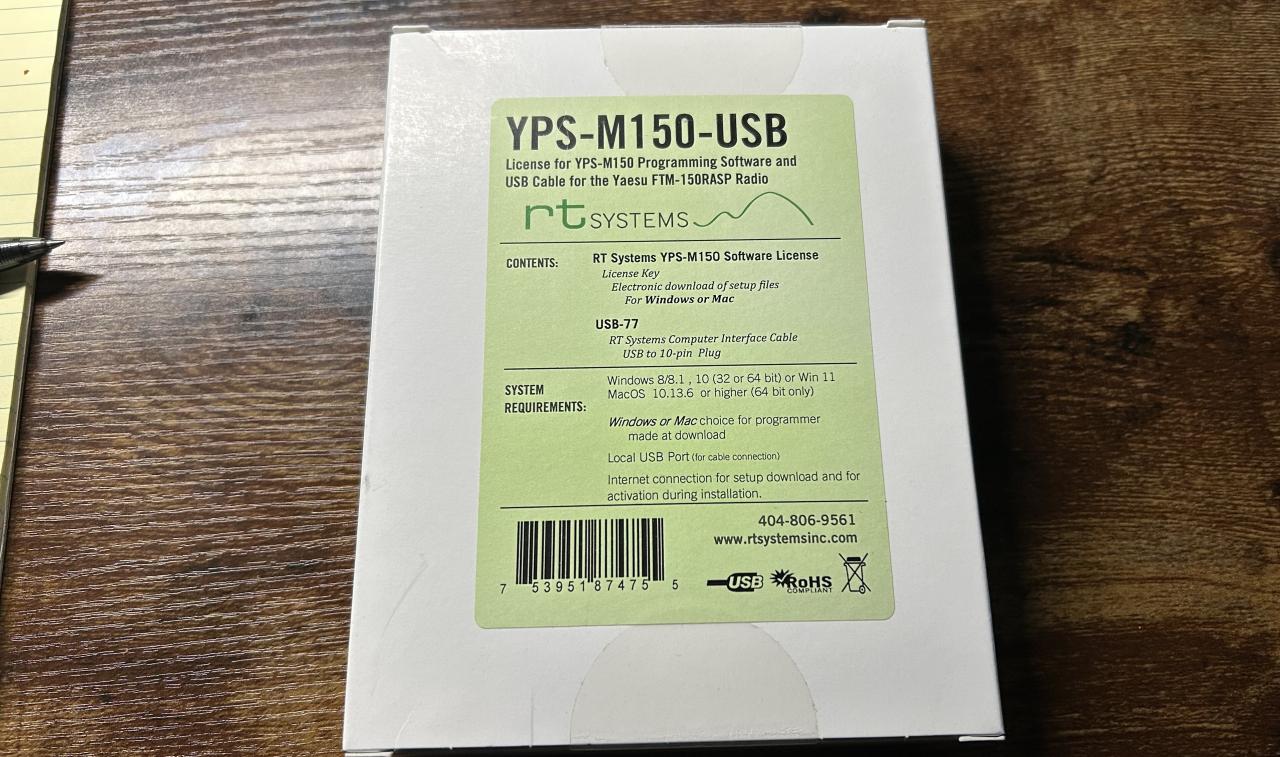 YPS-M150-USB
License for YPS-M150 Programming Software and
USB Cable for the Yaesu FTM-150RASP Radio
rt SYSTEMS
CONTENTS:
RT Systems YPS-M150 Software License
License Key
Electronic download of setup files
For Windows or Mac
USB-77
RT Systems Computer Interface Cable
USB to 10-pin Plug
SYSTEM
REQUIREMENTS:
Windows 8/8.1 , 10 (32 or 64 bit) or Win 11
MacOS 10.13.6 or higher (64 bit only)
Windows or Mac choice for programmer
made at download
Local USB Port (for cable connection)
Internet connection for setup download and for
activation during installation.
7 53951 87475 5
404-806-9561
www.rtsystemsinc.com
USB
RoHS
COMPLIANT